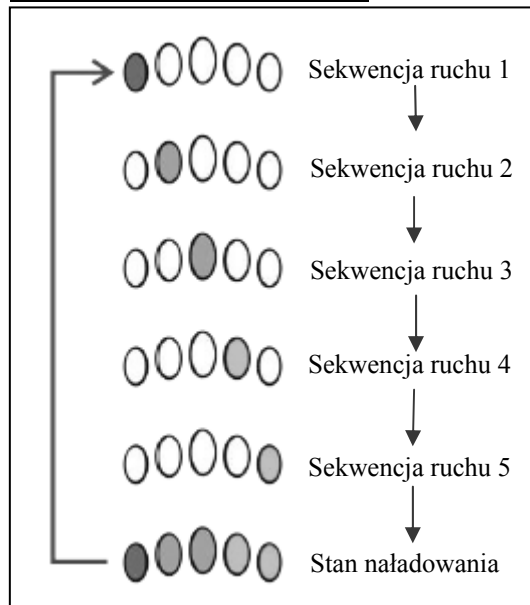 Sekwencja ruchu 1
Sekwencja ruchu 2
Sekwencja ruchu 3
Sekwencja ruchu 4
Sekwencja ruchu 5
Stan naładowania